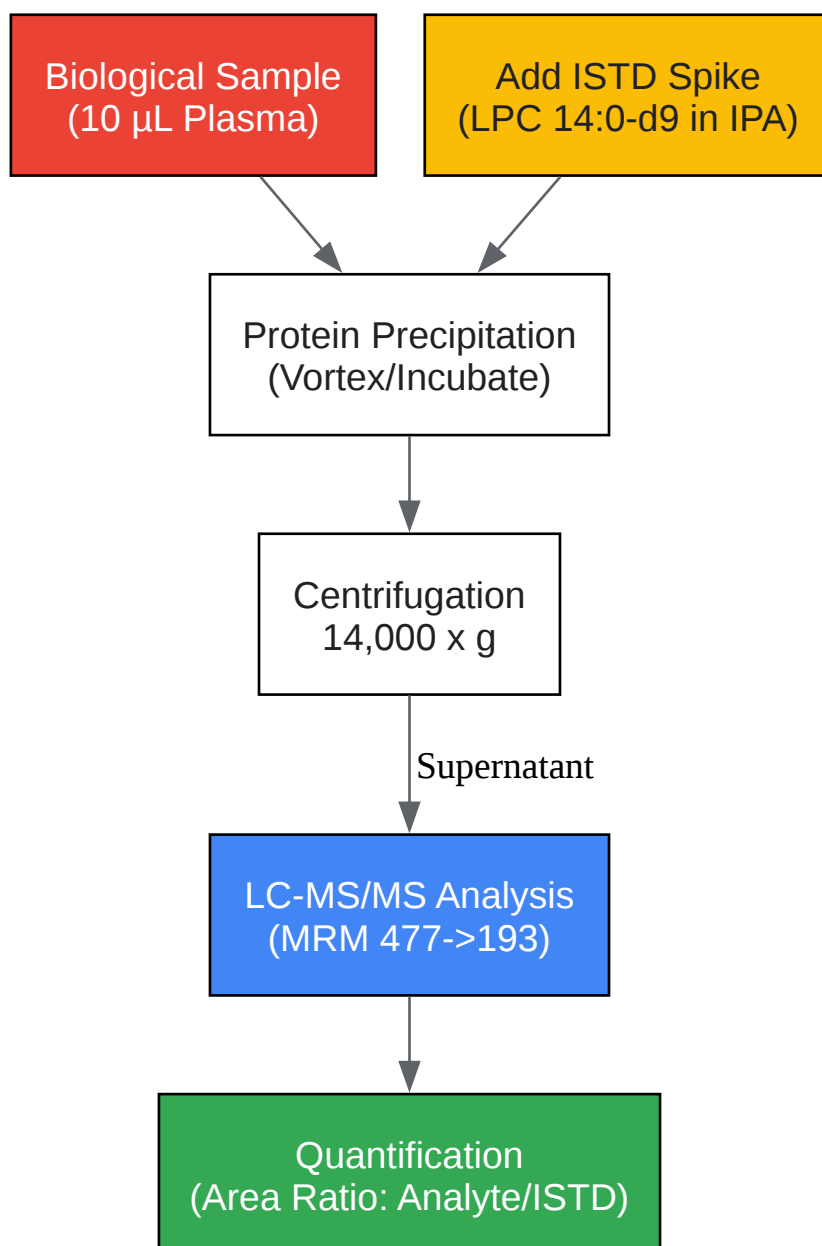 Biological Sample
(10 µL Plasma)
Add ISTD Spike
(LPC 14:0-d9 in IPA)
Protein Precipitation
(Vortex/Incubate)
Centrifugation
14,000 x g
Supernatant
LC-MS/MS Analysis
(MRM 477->193)
Quantification
(Area Ratio: Analyte/ISTD)